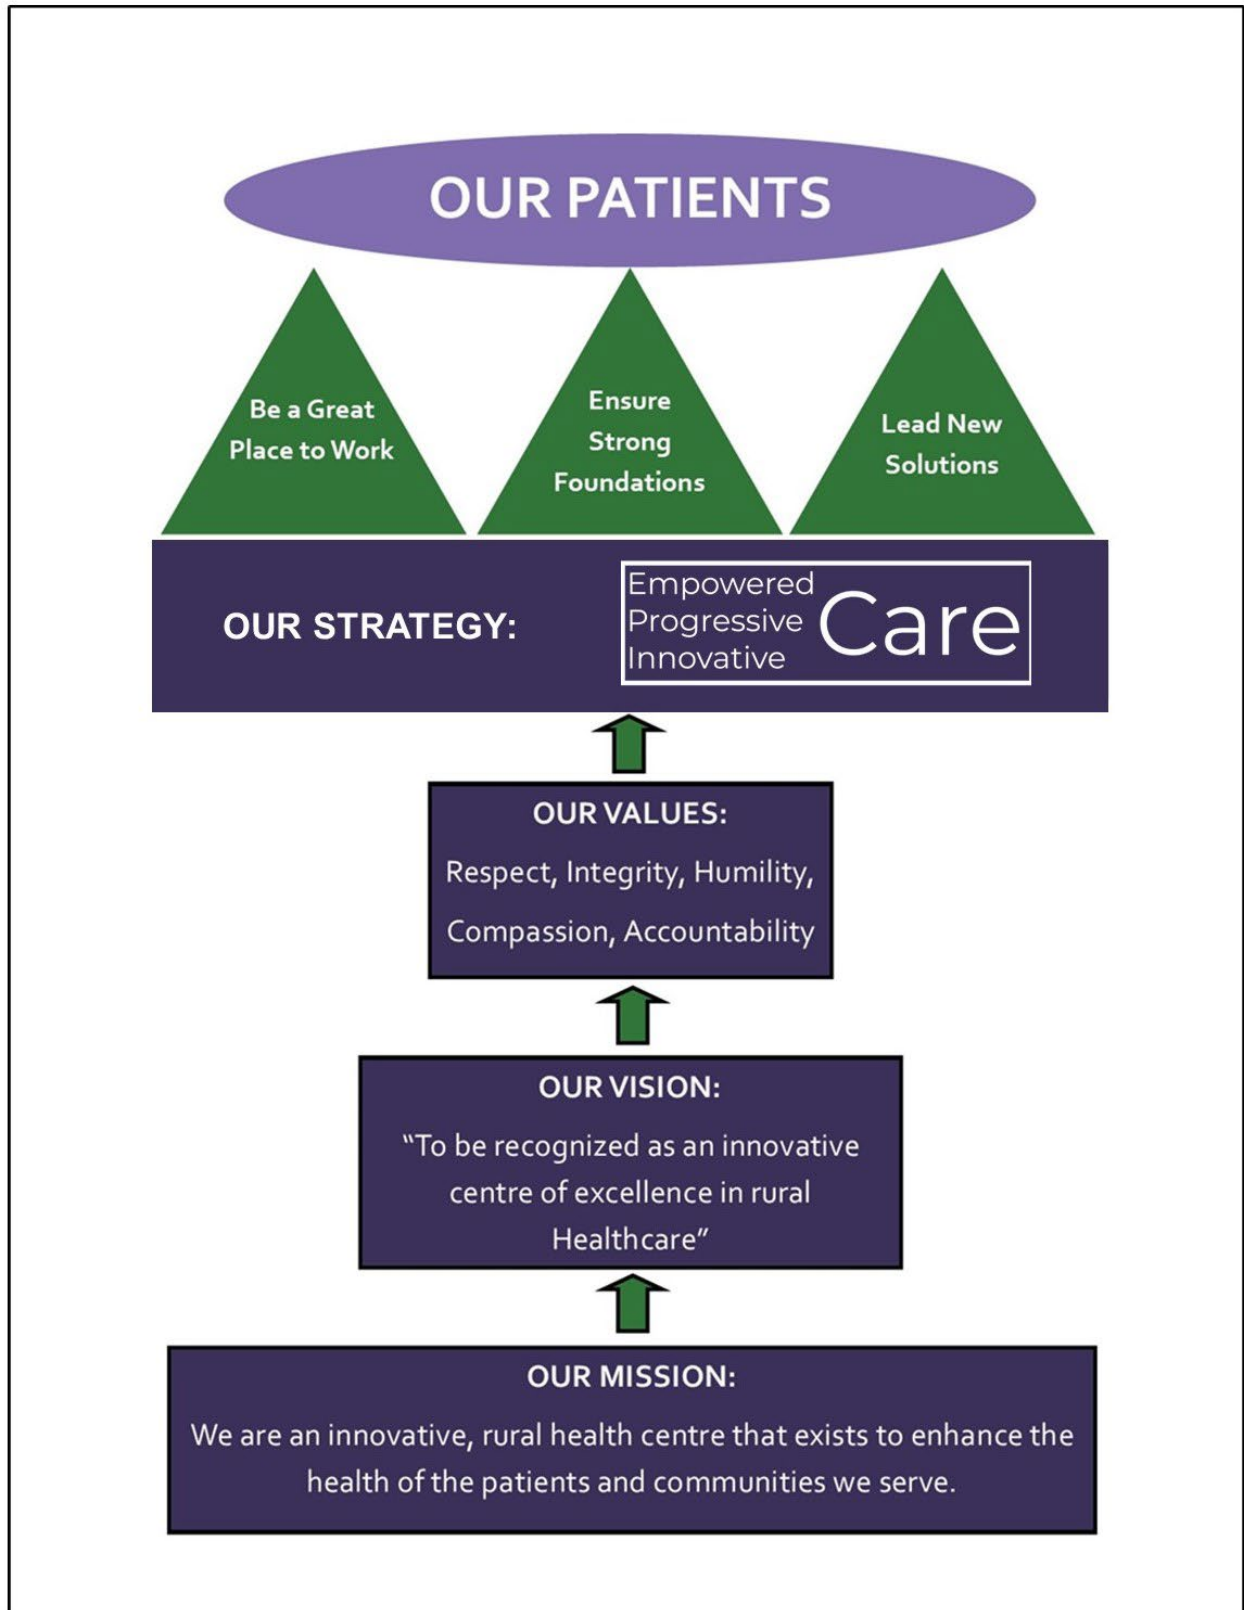 OUR PATIENTS
Be a Great
Place to Work
Ensure
Strong
Foundations
Lead New
Solutions
OUR STRATEGY:
Empowered
Progressive
Innovative
Care
OUR VALUES:
Respect, Integrity, Humility,
Compassion, Accountability
OUR VISION:
“To be recognized as an innovative
centre of excellence in rural
Healthcare”
OUR MISSION:
We are an innovative, rural health centre that exists to enhance the
health of the patients and communities we serve.